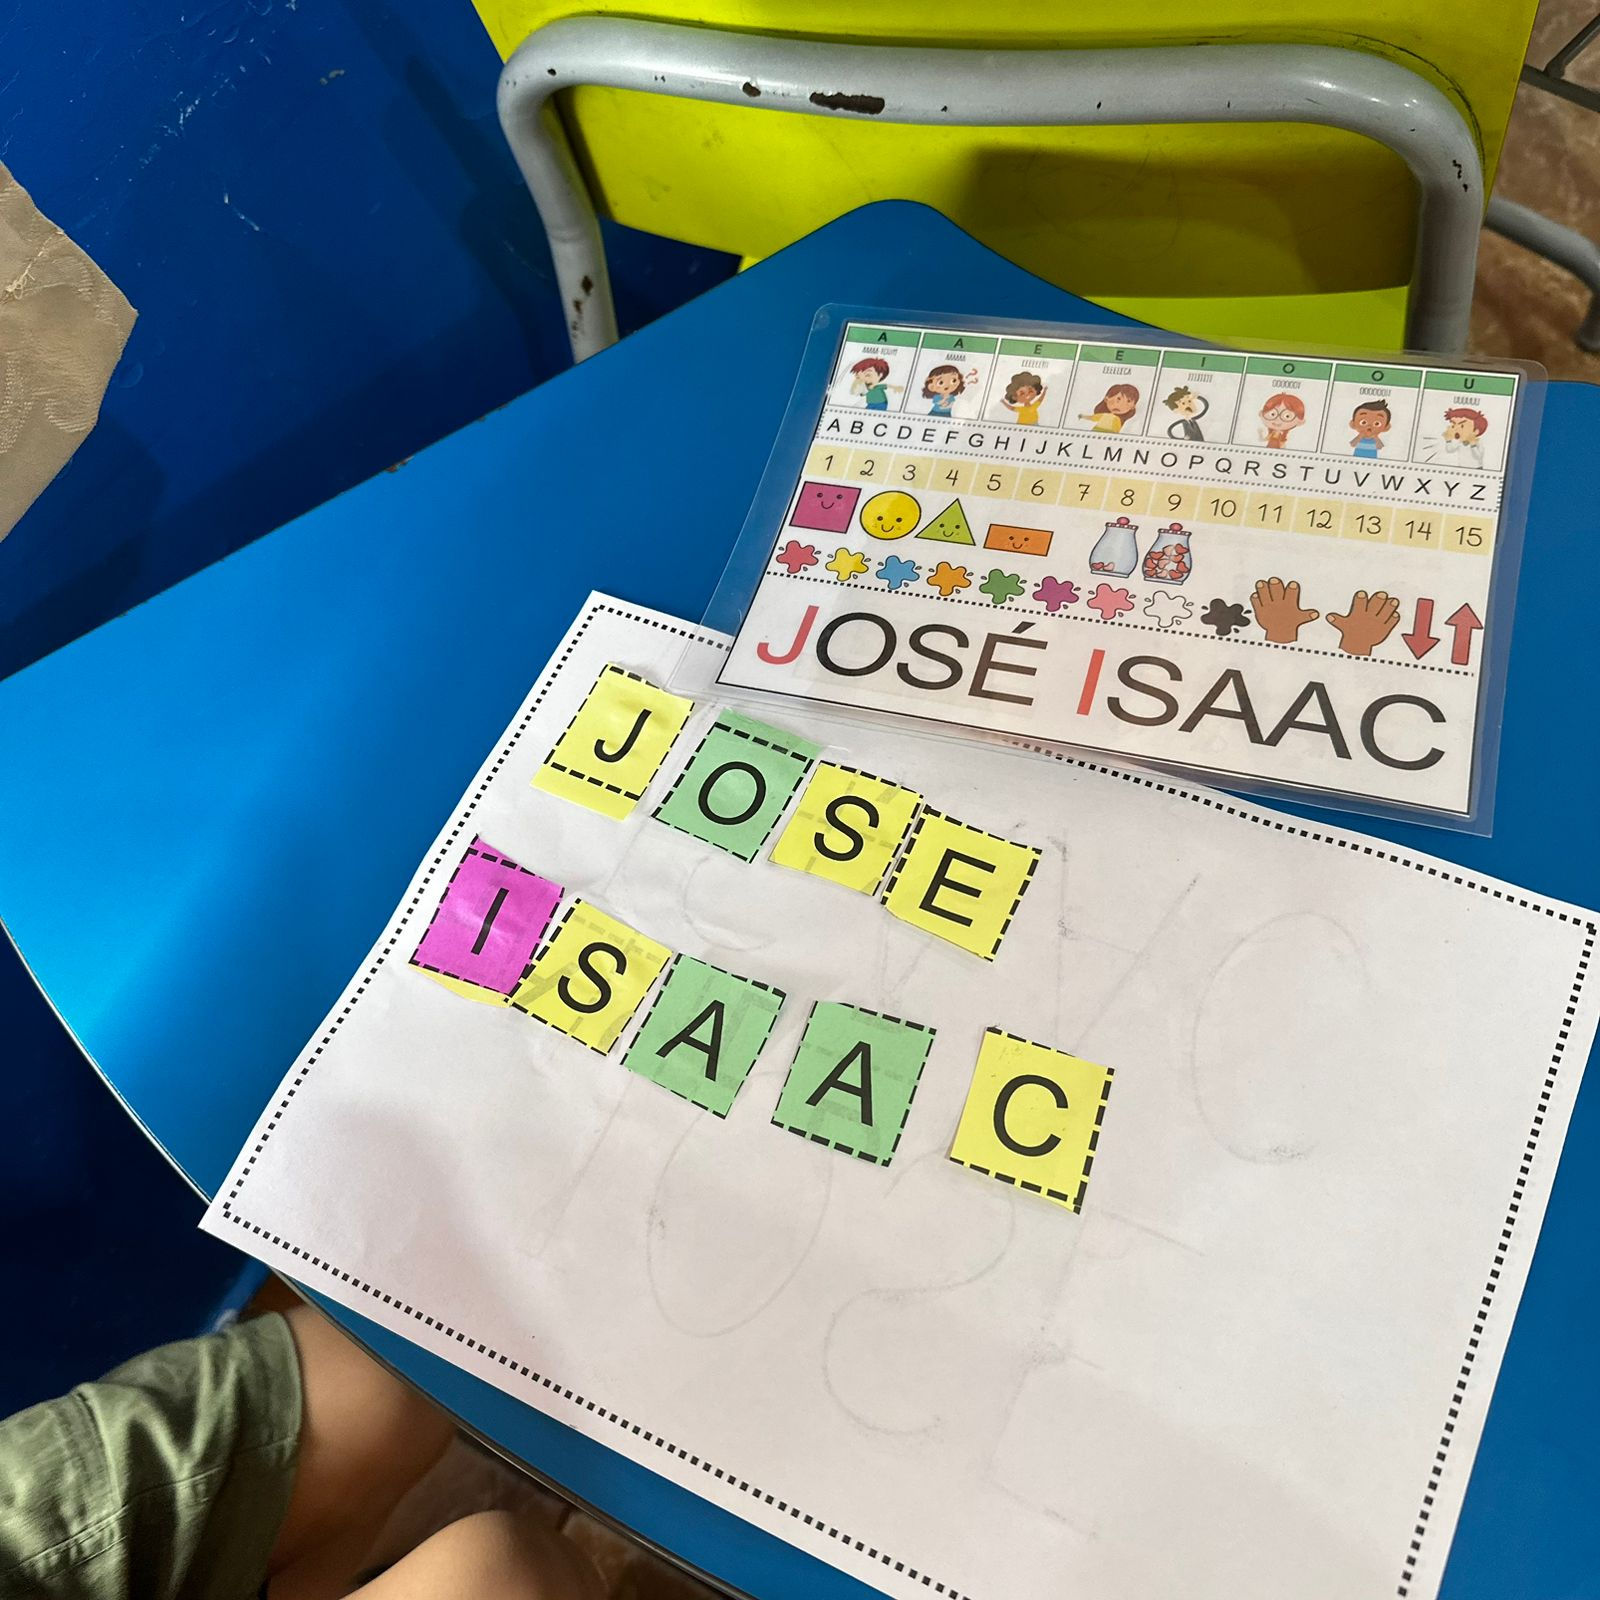 A A E E I O O U
ABCDEFGHIJKLMNOPQRSTUVWXYZ
1 2 3 4 5 6 7 8 9 10 11 12 13 14 15
JOSÉ ISAAC
JOSE
ISAAC